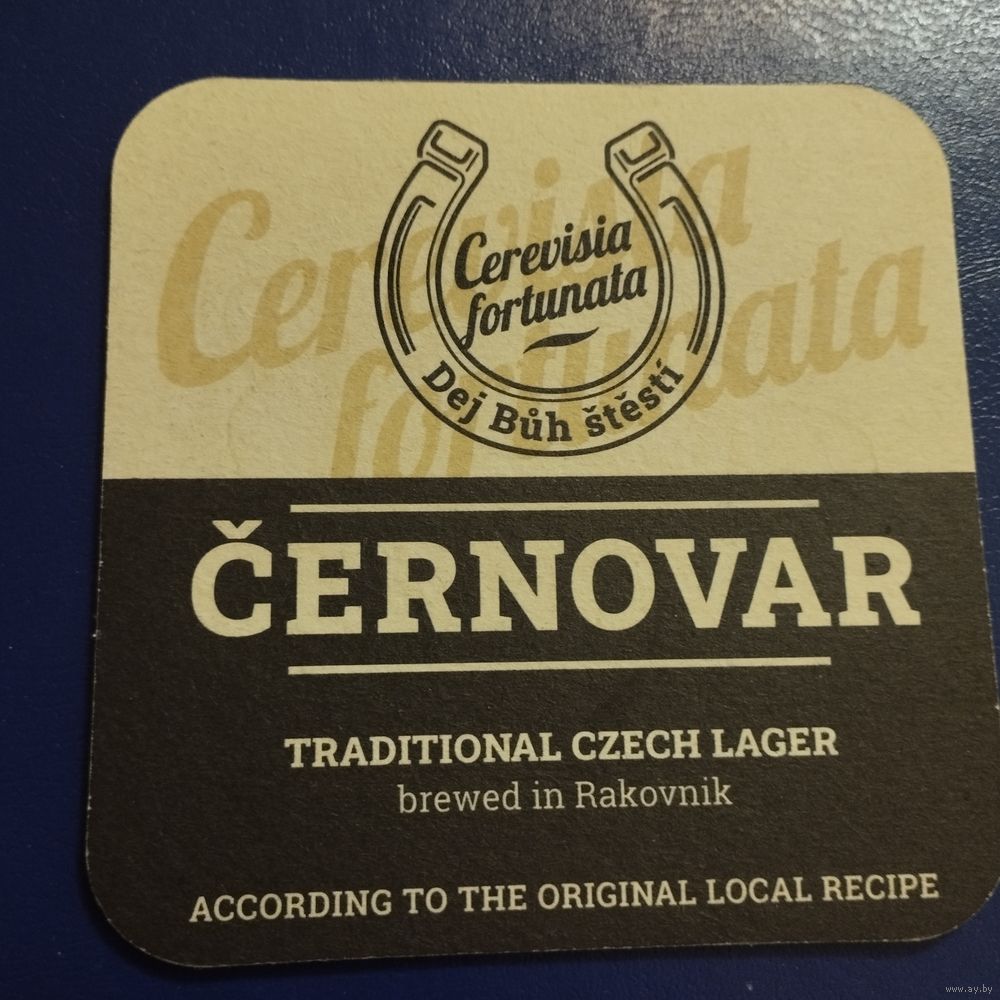 Cerevisia
fortunata
Cerevisia
fortunata
Dej Bůh štěstí
ČERNOVAR
TRADITIONAL CZECH LAGER
brewed in Rakovnik
ACCORDING TO THE ORIGINAL LOCAL RECIPE
www.ay.by